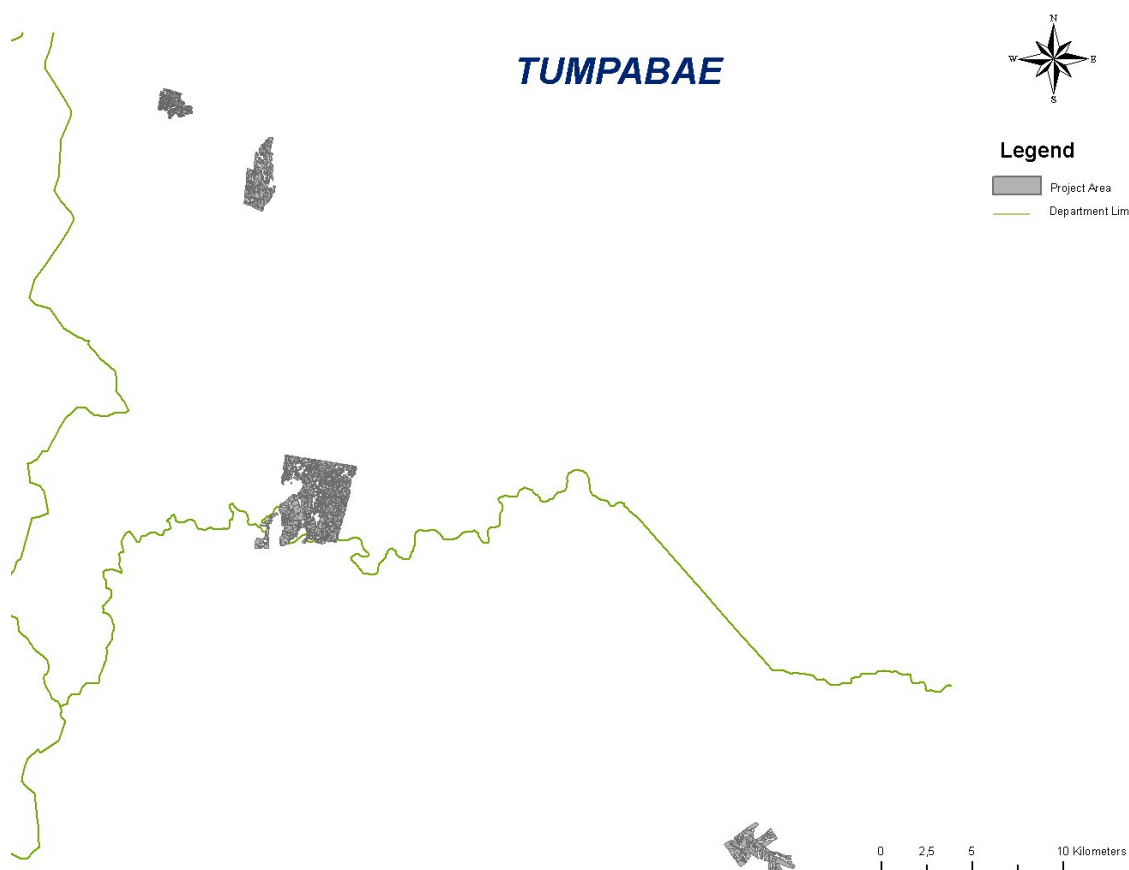 TUMPABAE
N
W E
S
Legend
Project Area
Department Lim
0 2,5 5 10 Kilometers